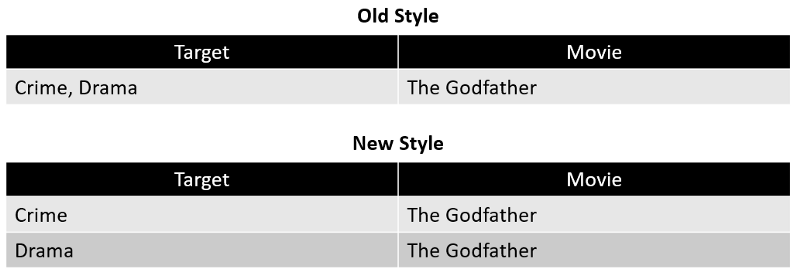 Old Style
Target Movie
Crime, Drama The Godfather
New Style
Target Movie
Crime The Godfather
Drama The Godfather